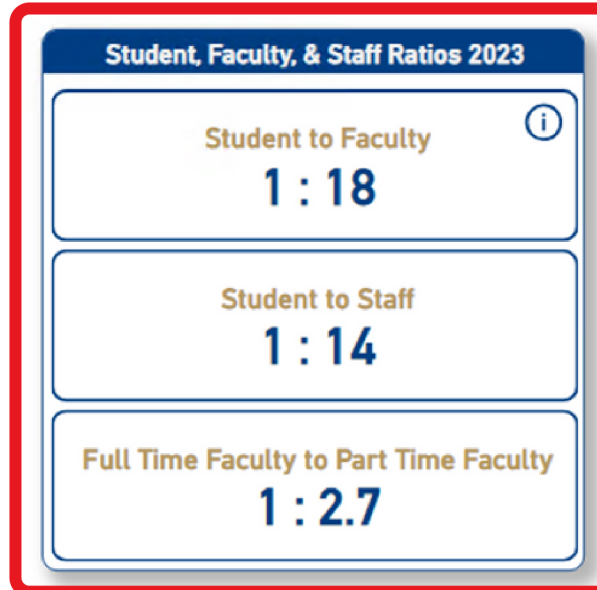 Student, Faculty, & Staff Ratios 2023
Student to Faculty
1 : 18
Student to Staff
1 : 14
Full Time Faculty to Part Time Faculty
1 : 2.7